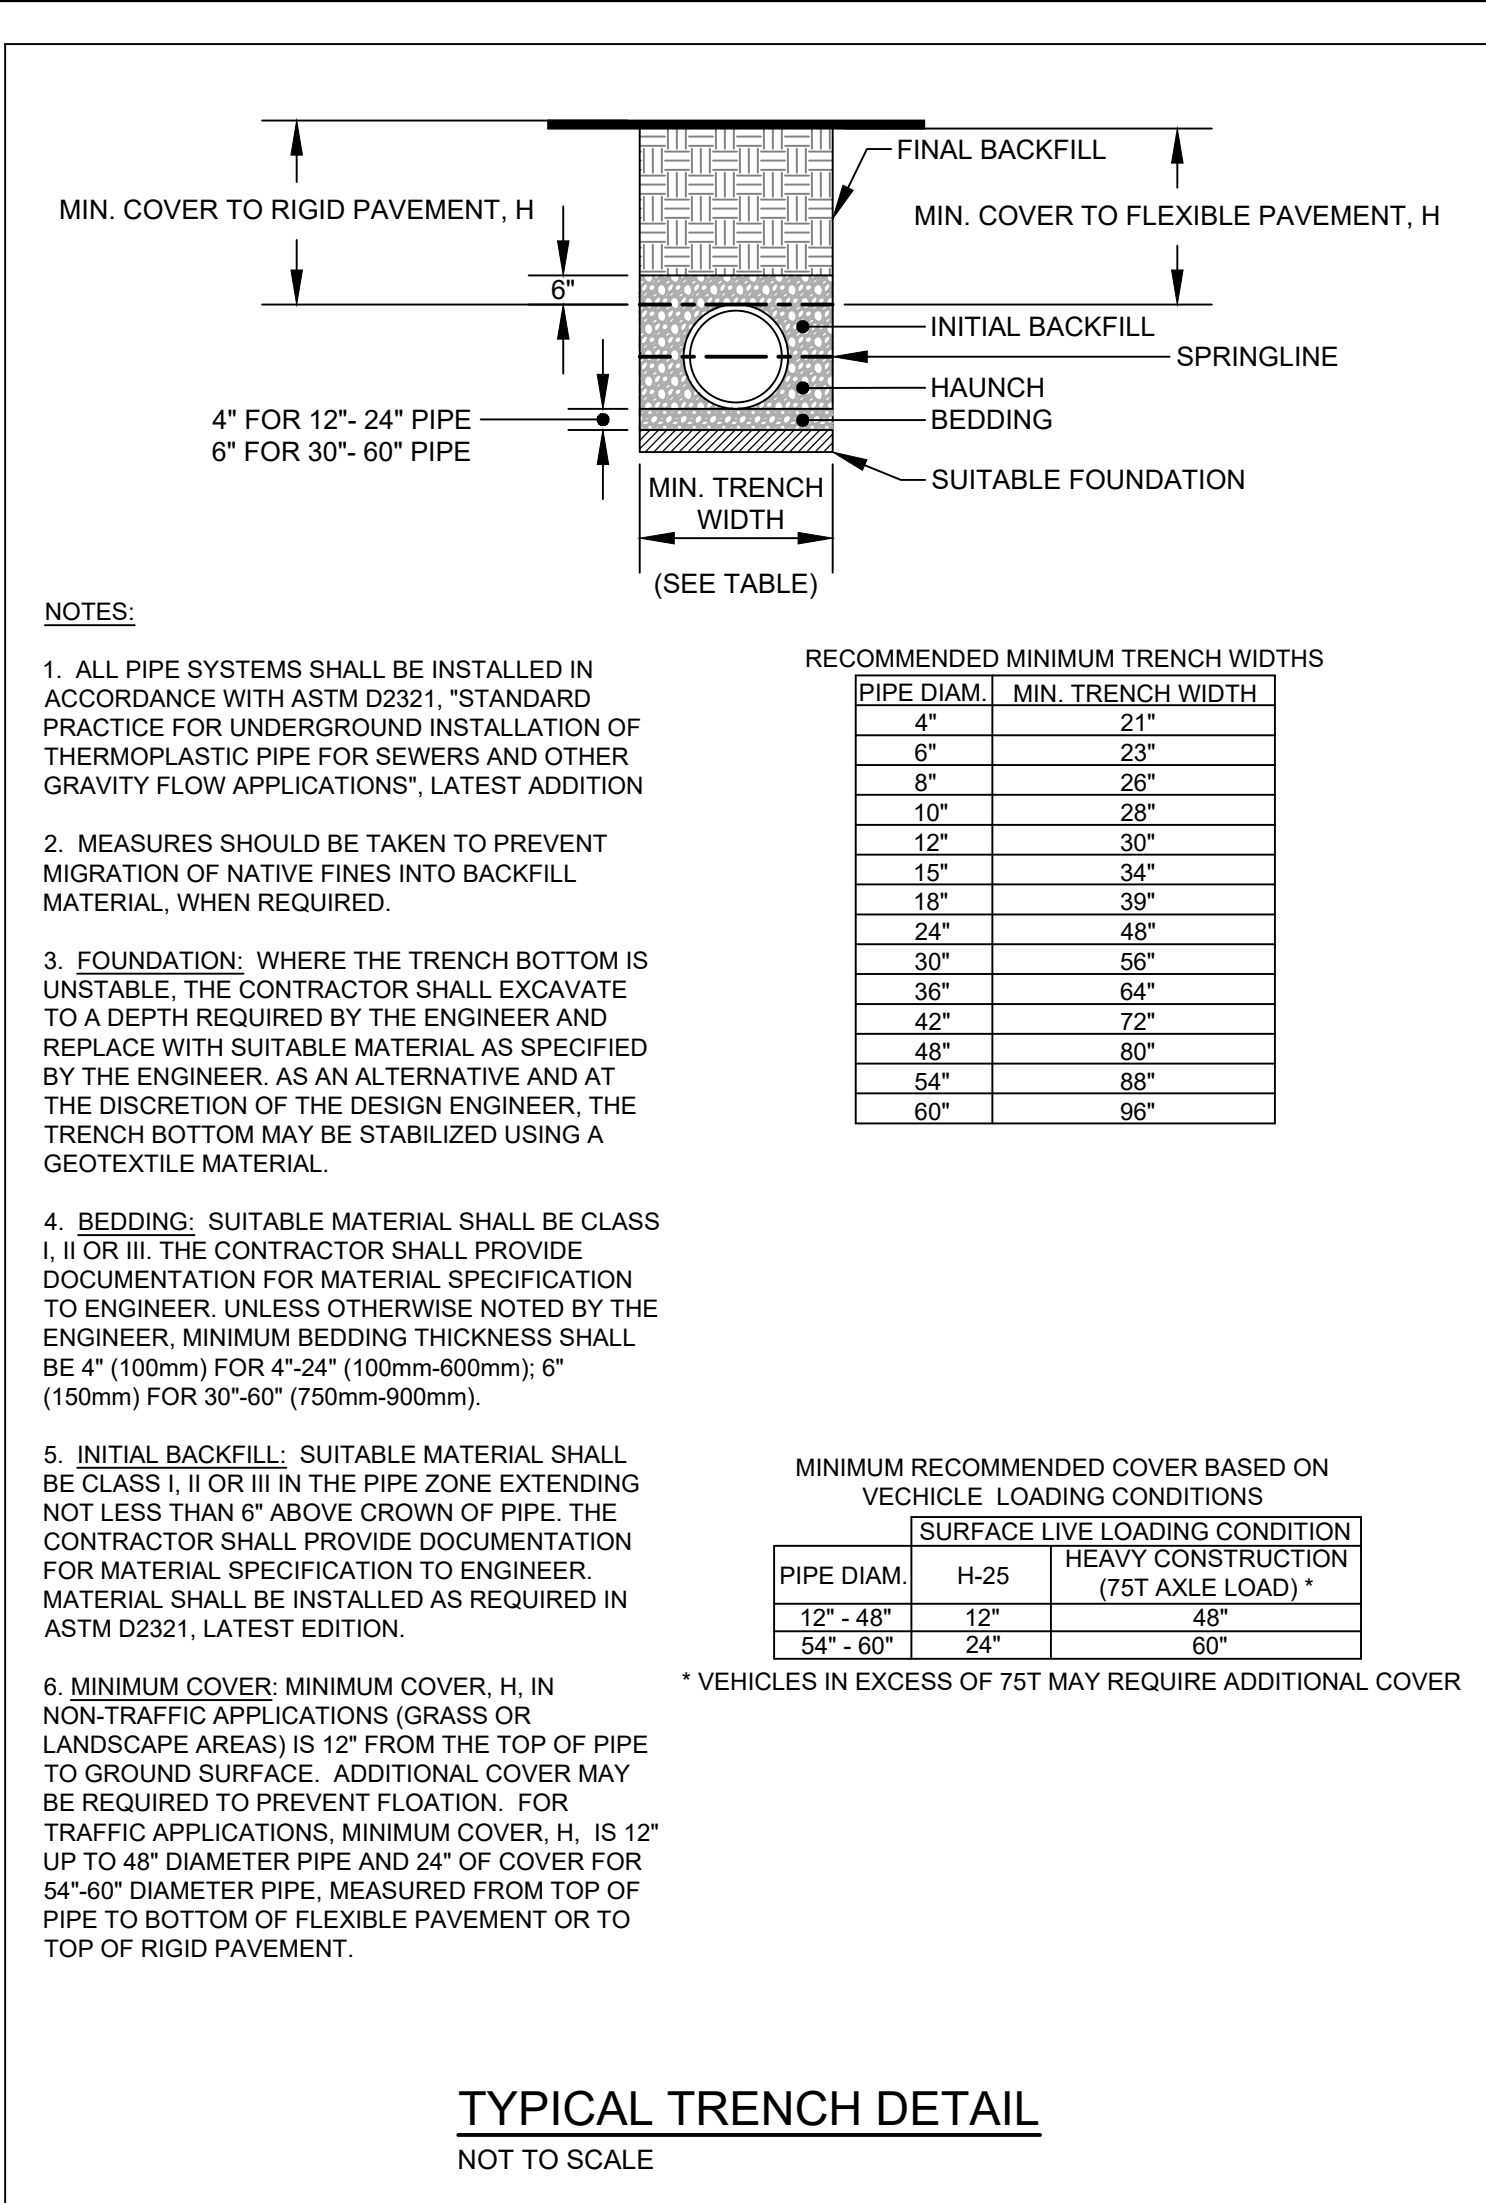 FINAL BACKFILL
MIN. COVER TO RIGID PAVEMENT, H
MIN. COVER TO FLEXIBLE PAVEMENT, H
6"
INITIAL BACKFILL
SPRINGLINE
HAUNCH
4" FOR 12"- 24" PIPE
BEDDING
6" FOR 30"- 60" PIPE
SUITABLE FOUNDATION
MIN. TRENCH
WIDTH
(SEE TABLE)
NOTES:
1. ALL PIPE SYSTEMS SHALL BE INSTALLED IN
ACCORDANCE WITH ASTM D2321, "STANDARD
PRACTICE FOR UNDERGROUND INSTALLATION OF
THERMOPLASTIC PIPE FOR SEWERS AND OTHER
GRAVITY FLOW APPLICATIONS", LATEST ADDITION
2. MEASURES SHOULD BE TAKEN TO PREVENT
MIGRATION OF NATIVE FINES INTO BACKFILL
MATERIAL, WHEN REQUIRED.
3. FOUNDATION: WHERE THE TRENCH BOTTOM IS
UNSTABLE, THE CONTRACTOR SHALL EXCAVATE
TO A DEPTH REQUIRED BY THE ENGINEER AND
REPLACE WITH SUITABLE MATERIAL AS SPECIFIED
BY THE ENGINEER. AS AN ALTERNATIVE AND AT
THE DISCRETION OF THE DESIGN ENGINEER, THE
TRENCH BOTTOM MAY BE STABILIZED USING A
GEOTEXTILE MATERIAL.
4. BEDDING: SUITABLE MATERIAL SHALL BE CLASS
I, II OR III. THE CONTRACTOR SHALL PROVIDE
DOCUMENTATION FOR MATERIAL SPECIFICATION
TO ENGINEER. UNLESS OTHERWISE NOTED BY THE
ENGINEER, MINIMUM BEDDING THICKNESS SHALL
BE 4" (100mm) FOR 4"-24" (100mm-600mm); 6"
(150mm) FOR 30"-60" (750mm-900mm).
5. INITIAL BACKFILL: SUITABLE MATERIAL SHALL
BE CLASS I, II OR III IN THE PIPE ZONE EXTENDING
NOT LESS THAN 6" ABOVE CROWN OF PIPE. THE
CONTRACTOR SHALL PROVIDE DOCUMENTATION
FOR MATERIAL SPECIFICATION TO ENGINEER.
MATERIAL SHALL BE INSTALLED AS REQUIRED IN
ASTM D2321, LATEST EDITION.
6. MINIMUM COVER: MINIMUM COVER, H, IN
NON-TRAFFIC APPLICATIONS (GRASS OR
LANDSCAPE AREAS) IS 12" FROM THE TOP OF PIPE
TO GROUND SURFACE. ADDITIONAL COVER MAY
BE REQUIRED TO PREVENT FLOATION. FOR
TRAFFIC APPLICATIONS, MINIMUM COVER, H, IS 12"
UP TO 48" DIAMETER PIPE AND 24" OF COVER FOR
54"-60" DIAMETER PIPE, MEASURED FROM TOP OF
PIPE TO BOTTOM OF FLEXIBLE PAVEMENT OR TO
TOP OF RIGID PAVEMENT.
RECOMMENDED MINIMUM TRENCH WIDTHS
PIPE DIAM. MIN. TRENCH WIDTH
4" 21"
6" 23"
8" 26"
10" 28"
12" 30"
15" 34"
18" 39"
24" 48"
30" 56"
36" 64"
42" 72"
48" 80"
54" 88"
60" 96"
MINIMUM RECOMMENDED COVER BASED ON
VECHICLE LOADING CONDITIONS
SURFACE LIVE LOADING CONDITION
PIPE DIAM. H-25 HEAVY CONSTRUCTION
(75T AXLE LOAD) *
12" - 48" 12" 48"
54" - 60" 24" 60"
* VEHICLES IN EXCESS OF 75T MAY REQUIRE ADDITIONAL COVER
TYPICAL TRENCH DETAIL
NOT TO SCALE